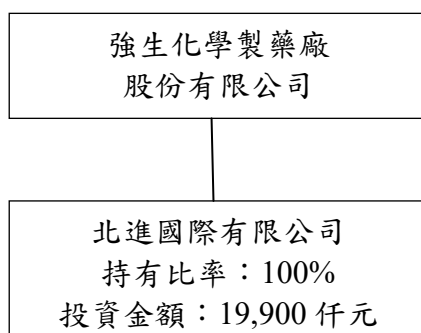 強生化學製藥廠
股份有限公司
北進國際有限公司
持有比率：100%
投資金額：19,900 仟元